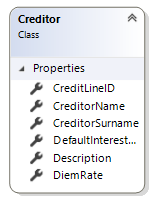 Creditor
Class
Properties
CreditLineID
CreditorName
CreditorSurname
DefaultInterest...
Description
DiemRate